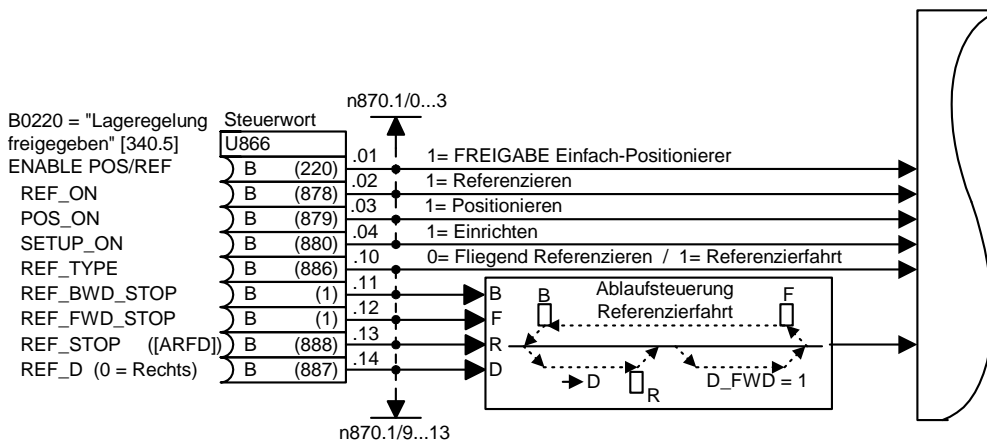 n870.1/0...3
B0220 = "Lageregelung freigegeben" [340.5]
Steuerwort
U866
ENABLE POS/REF B (220) .01 1= FREIGABE Einfach-Positionierer
REF_ON B (878) .02 1= Referenzieren
POS_ON B (879) .03 1= Positionieren
SETUP_ON B (880) .04 1= Einrichten
REF_TYPE B (886) .10 0= Fliegend Referenzieren / 1= Referenzierfahrt
REF_BWD_STOP B (1) .11 B
REF_FWD_STOP B (1) .12 F
REF_STOP ([ARFD]) B (888) .13 R
REF_D (0 = Rechts) B (887) .14 D
Ablaufsteuerung
Referenzierfahrt
B
F
D
R
D_FWD = 1
n870.1/9...13